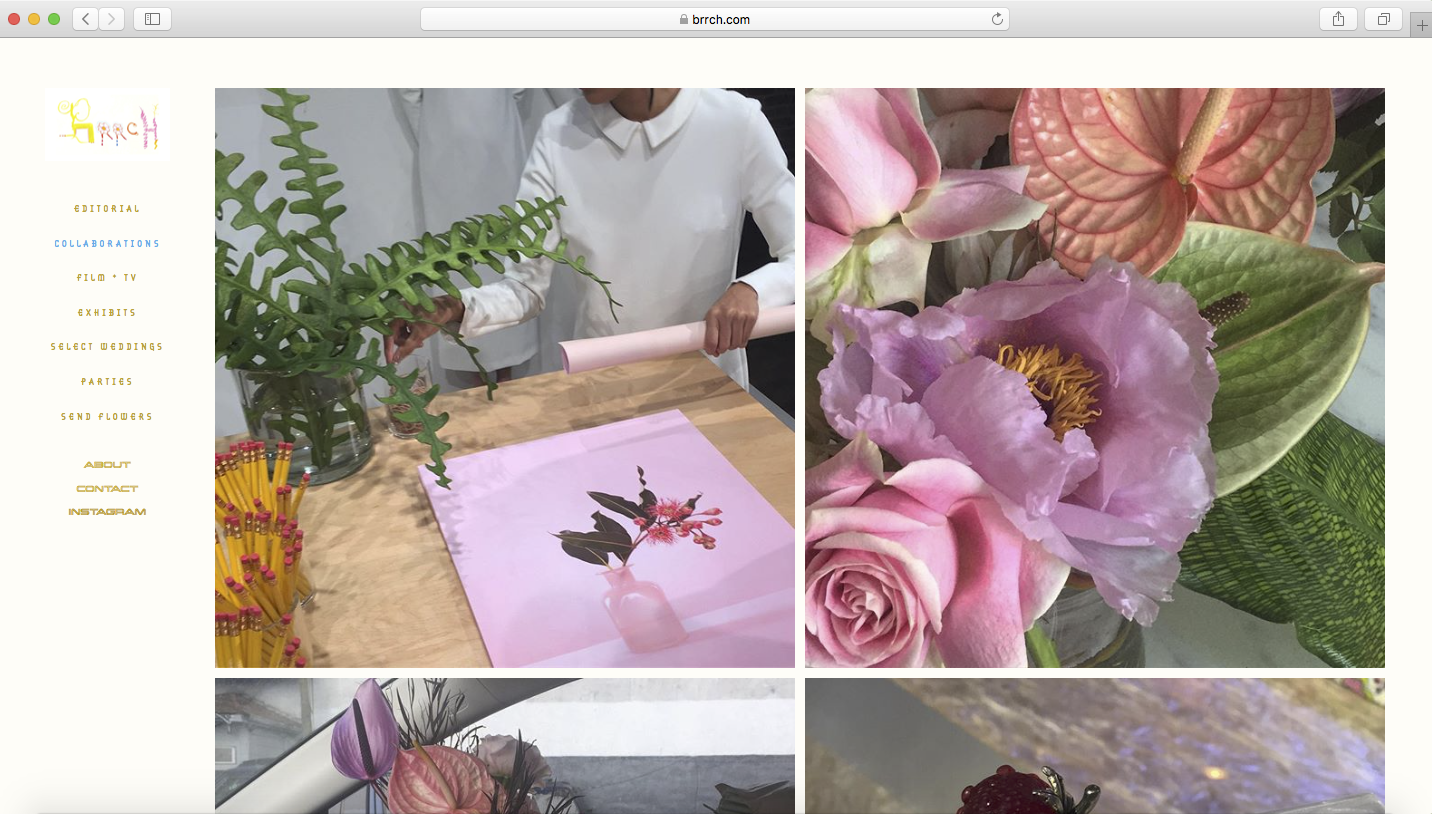 brrch.com
BRRCH
EDITORIAL
COLLABORATIONS
FILM + TV
EXHIBITS
SELECT WEDDINGS
PARTIES
SEND FLOWERS
ABOUT
CONTACT
INSTAGRAM